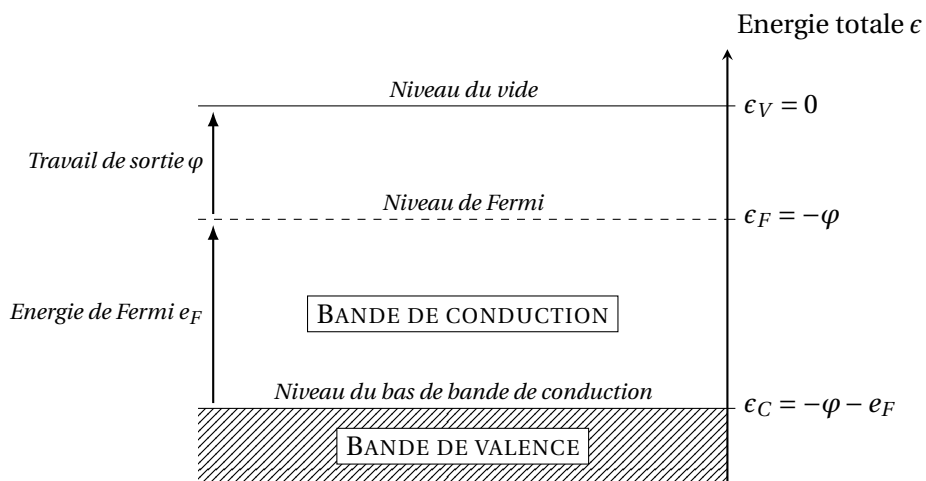 Energie totale ϵ
Niveau du vide
ϵ_V = 0
Travail de sortie φ
Niveau de Fermi
ϵ_F = −φ
Energie de Fermi e_F
BANDE DE CONDUCTION
Niveau du bas de bande de conduction
ϵ_C = −φ − e_F
BANDE DE VALENCE